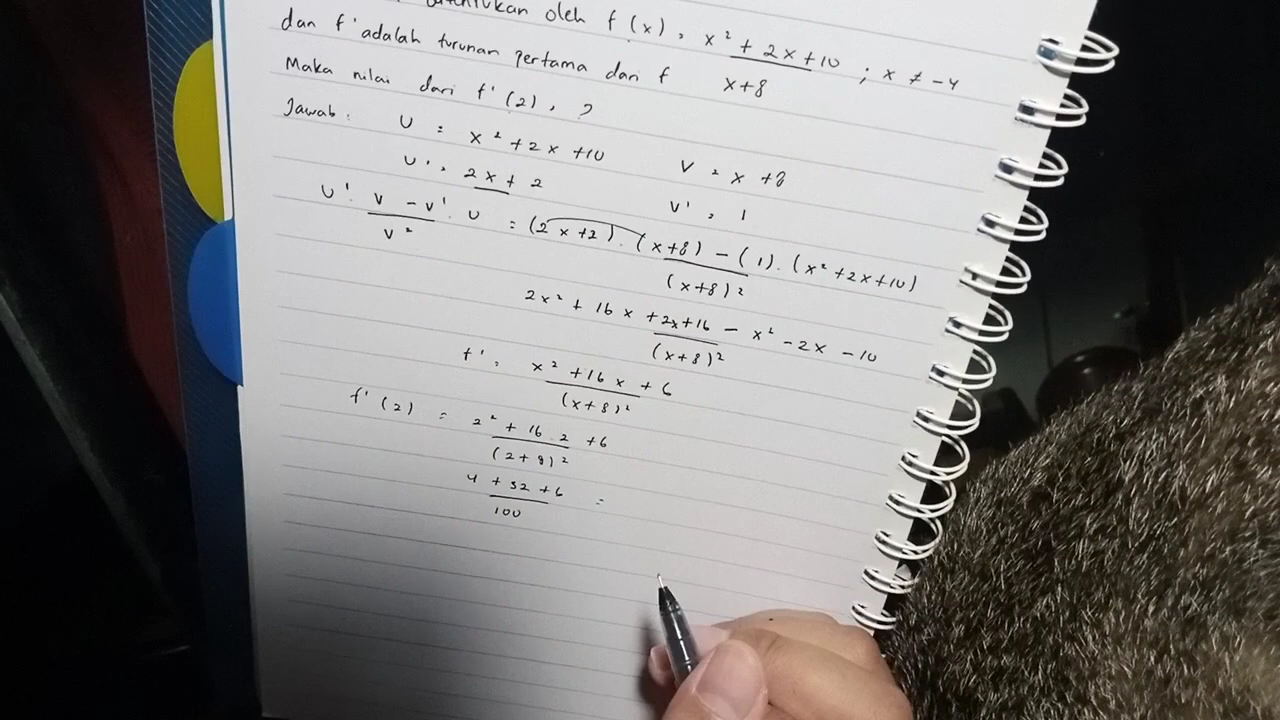 ditentukan oleh f(x) = x² + 2x + 10 / x + 8 ; x ≠ -4
dan f' adalah turunan pertama dari f
Maka nilai dari f'(2) = ?
Jawab : U = x² + 2x + 10 V = x + 8
U' = 2x + 2 V' = 1
U'. V - V'. U / V² = (2x+2).(x+8) - (1).(x²+2x+10) / (x+8)²
2x² + 16x + 2x + 16 - x² - 2x - 10 / (x+8)²
f' = x² + 16x + 6 / (x+8)²
f'(2) = 2² + 16.2 + 6 / (2+8)²
4 + 32 + 6 / 100 =